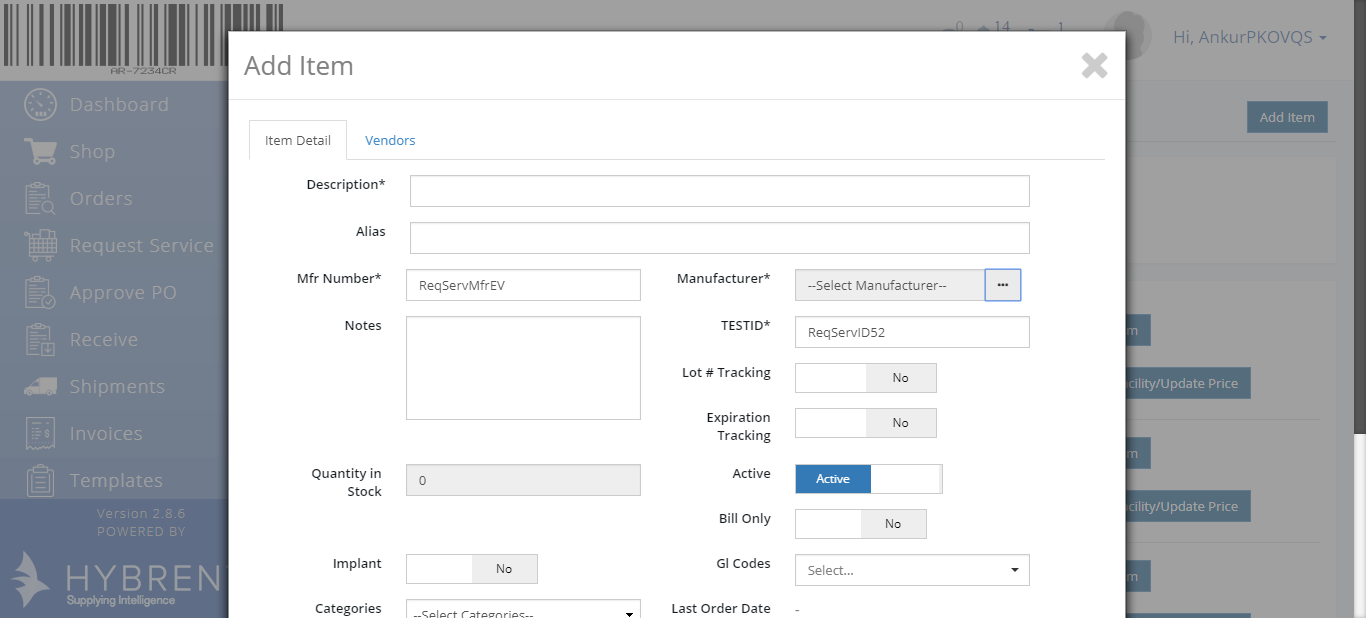 AR-7234CR
0 14 1
Hi, AnkurPKOVQS
Add Item
Add Item
Dashboard
Shop
Orders
Request Service
Approve PO
Receive
Shipments
Invoices
Templates
Version 2.8.6
POWERED BY
HYBREN
Supplying Intelligence
Item Detail
Vendors
Description*
Alias
Mfr Number* ReqServMfrEV
Manufacturer* --Select Manufacturer-- ...
Notes
TESTID* ReqServID52
Lot # Tracking No
Expiration
Tracking No
Quantity in
Stock 0
Active Active
Bill Only No
Implant No
Gl Codes Select...
Categories --Select Categories--
Last Order Date -
m
cility/Update Price
m
cility/Update Price
m